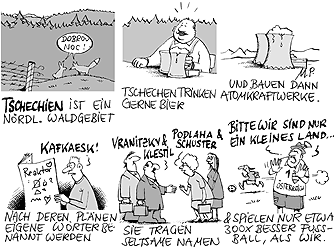 DOBROU
NOC!
TSCHECHIEN IST EIN
NÖRDL. WALDGEBIET
TSCHECHEN TRINKEN
GERNE BIER
UND BAUEN DANN
ATOMKRAFTWERKE.
KAFKAESK!
Reaktor
NACH DEREN PLÄNEN
EIGENE WÖRTER BE-
NANNT WERDEN
VRANITZKY &
KLESTIL
PODLAHA &
SCHUSTER
SIE TRAGEN
SELTSAME NAMEN
BITTE WIR SIND NUR
EIN KLEINES LAND...
1
ÖSTERREICH
& SPIELEN NUR ETWA
300X BESSER FUSS-
BALL, ALS WIR